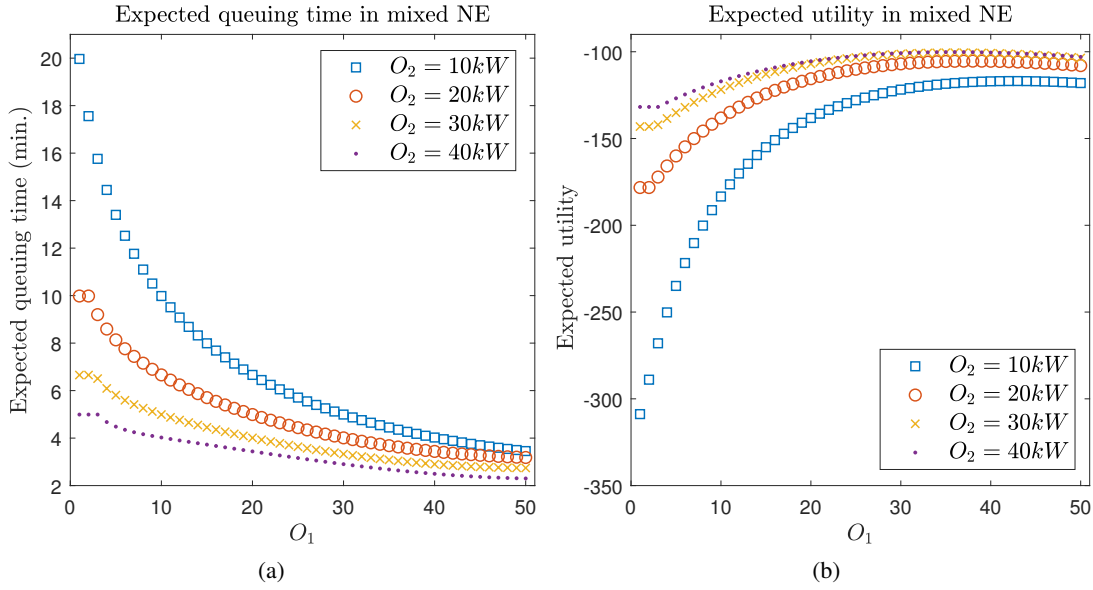 Expected queuing time in mixed NE
Expected queuing time (min.)
20
18
16
14
12
10
8
6
4
2
0
10
20
30
40
50
O₁
O₂ = 10kW
O₂ = 20kW
O₂ = 30kW
O₂ = 40kW
(a)
Expected utility in mixed NE
Expected utility
-100
-150
-200
-250
-300
-350
0
10
20
30
40
50
O₁
O₂ = 10kW
O₂ = 20kW
O₂ = 30kW
O₂ = 40kW
(b)